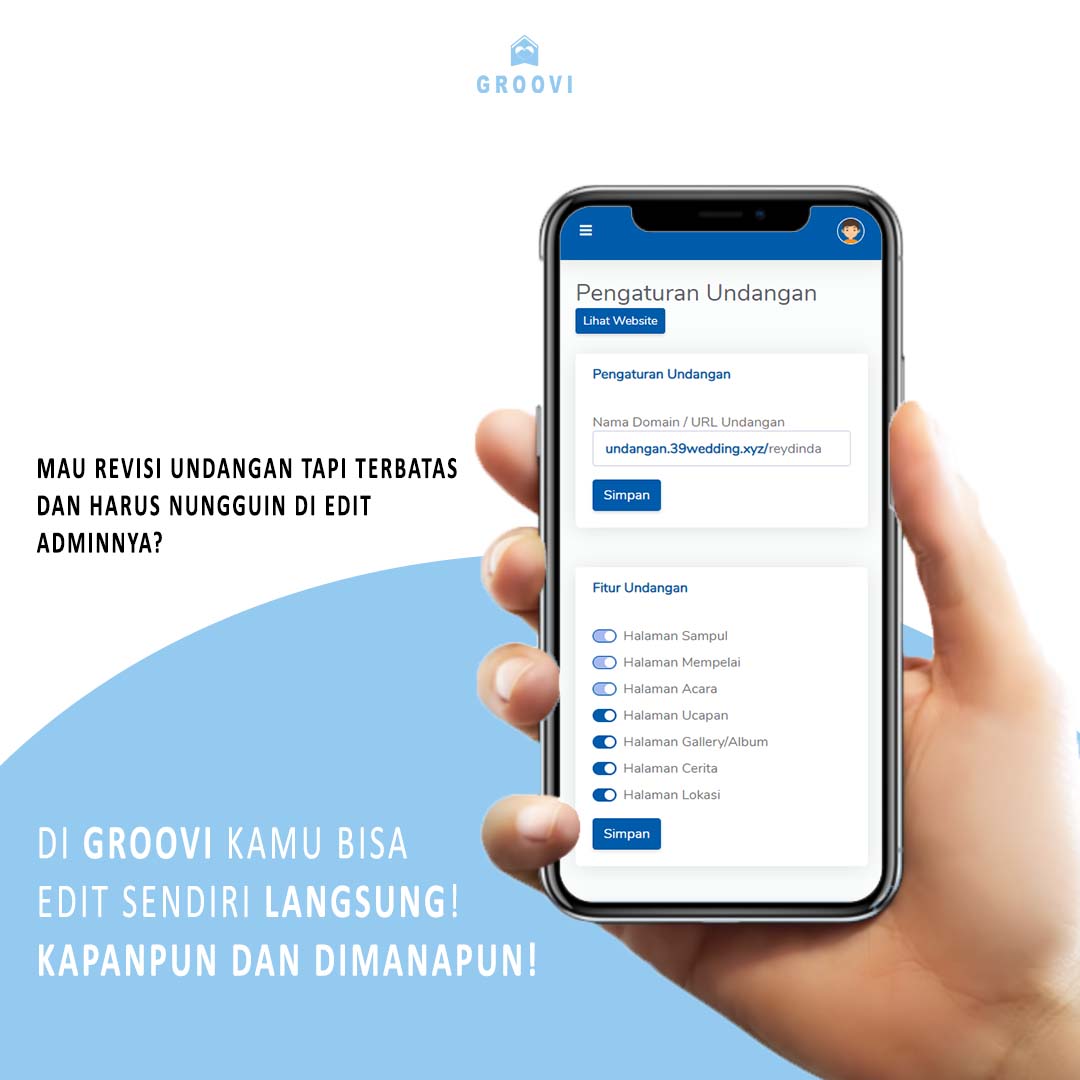 GROOVI
Pengaturan Undangan
Lihat Website
Pengaturan Undangan
Nama Domain / URL Undangan
undangan.39wedding.xyz/reydinda
Simpan
Fitur Undangan
Halaman Sampul
Halaman Mempelai
Halaman Acara
Halaman Ucapan
Halaman Gallery/Album
Halaman Cerita
Halaman Lokasi
Simpan
MAU REVISI UNDANGAN TAPI TERBATAS
DAN HARUS NUNGGUIN DI EDIT
ADMINNYA?
DI GROOVI KAMU BISA
EDIT SENDIRI LANGSUNG!
KAPANPUN DAN DIMANAPUN!